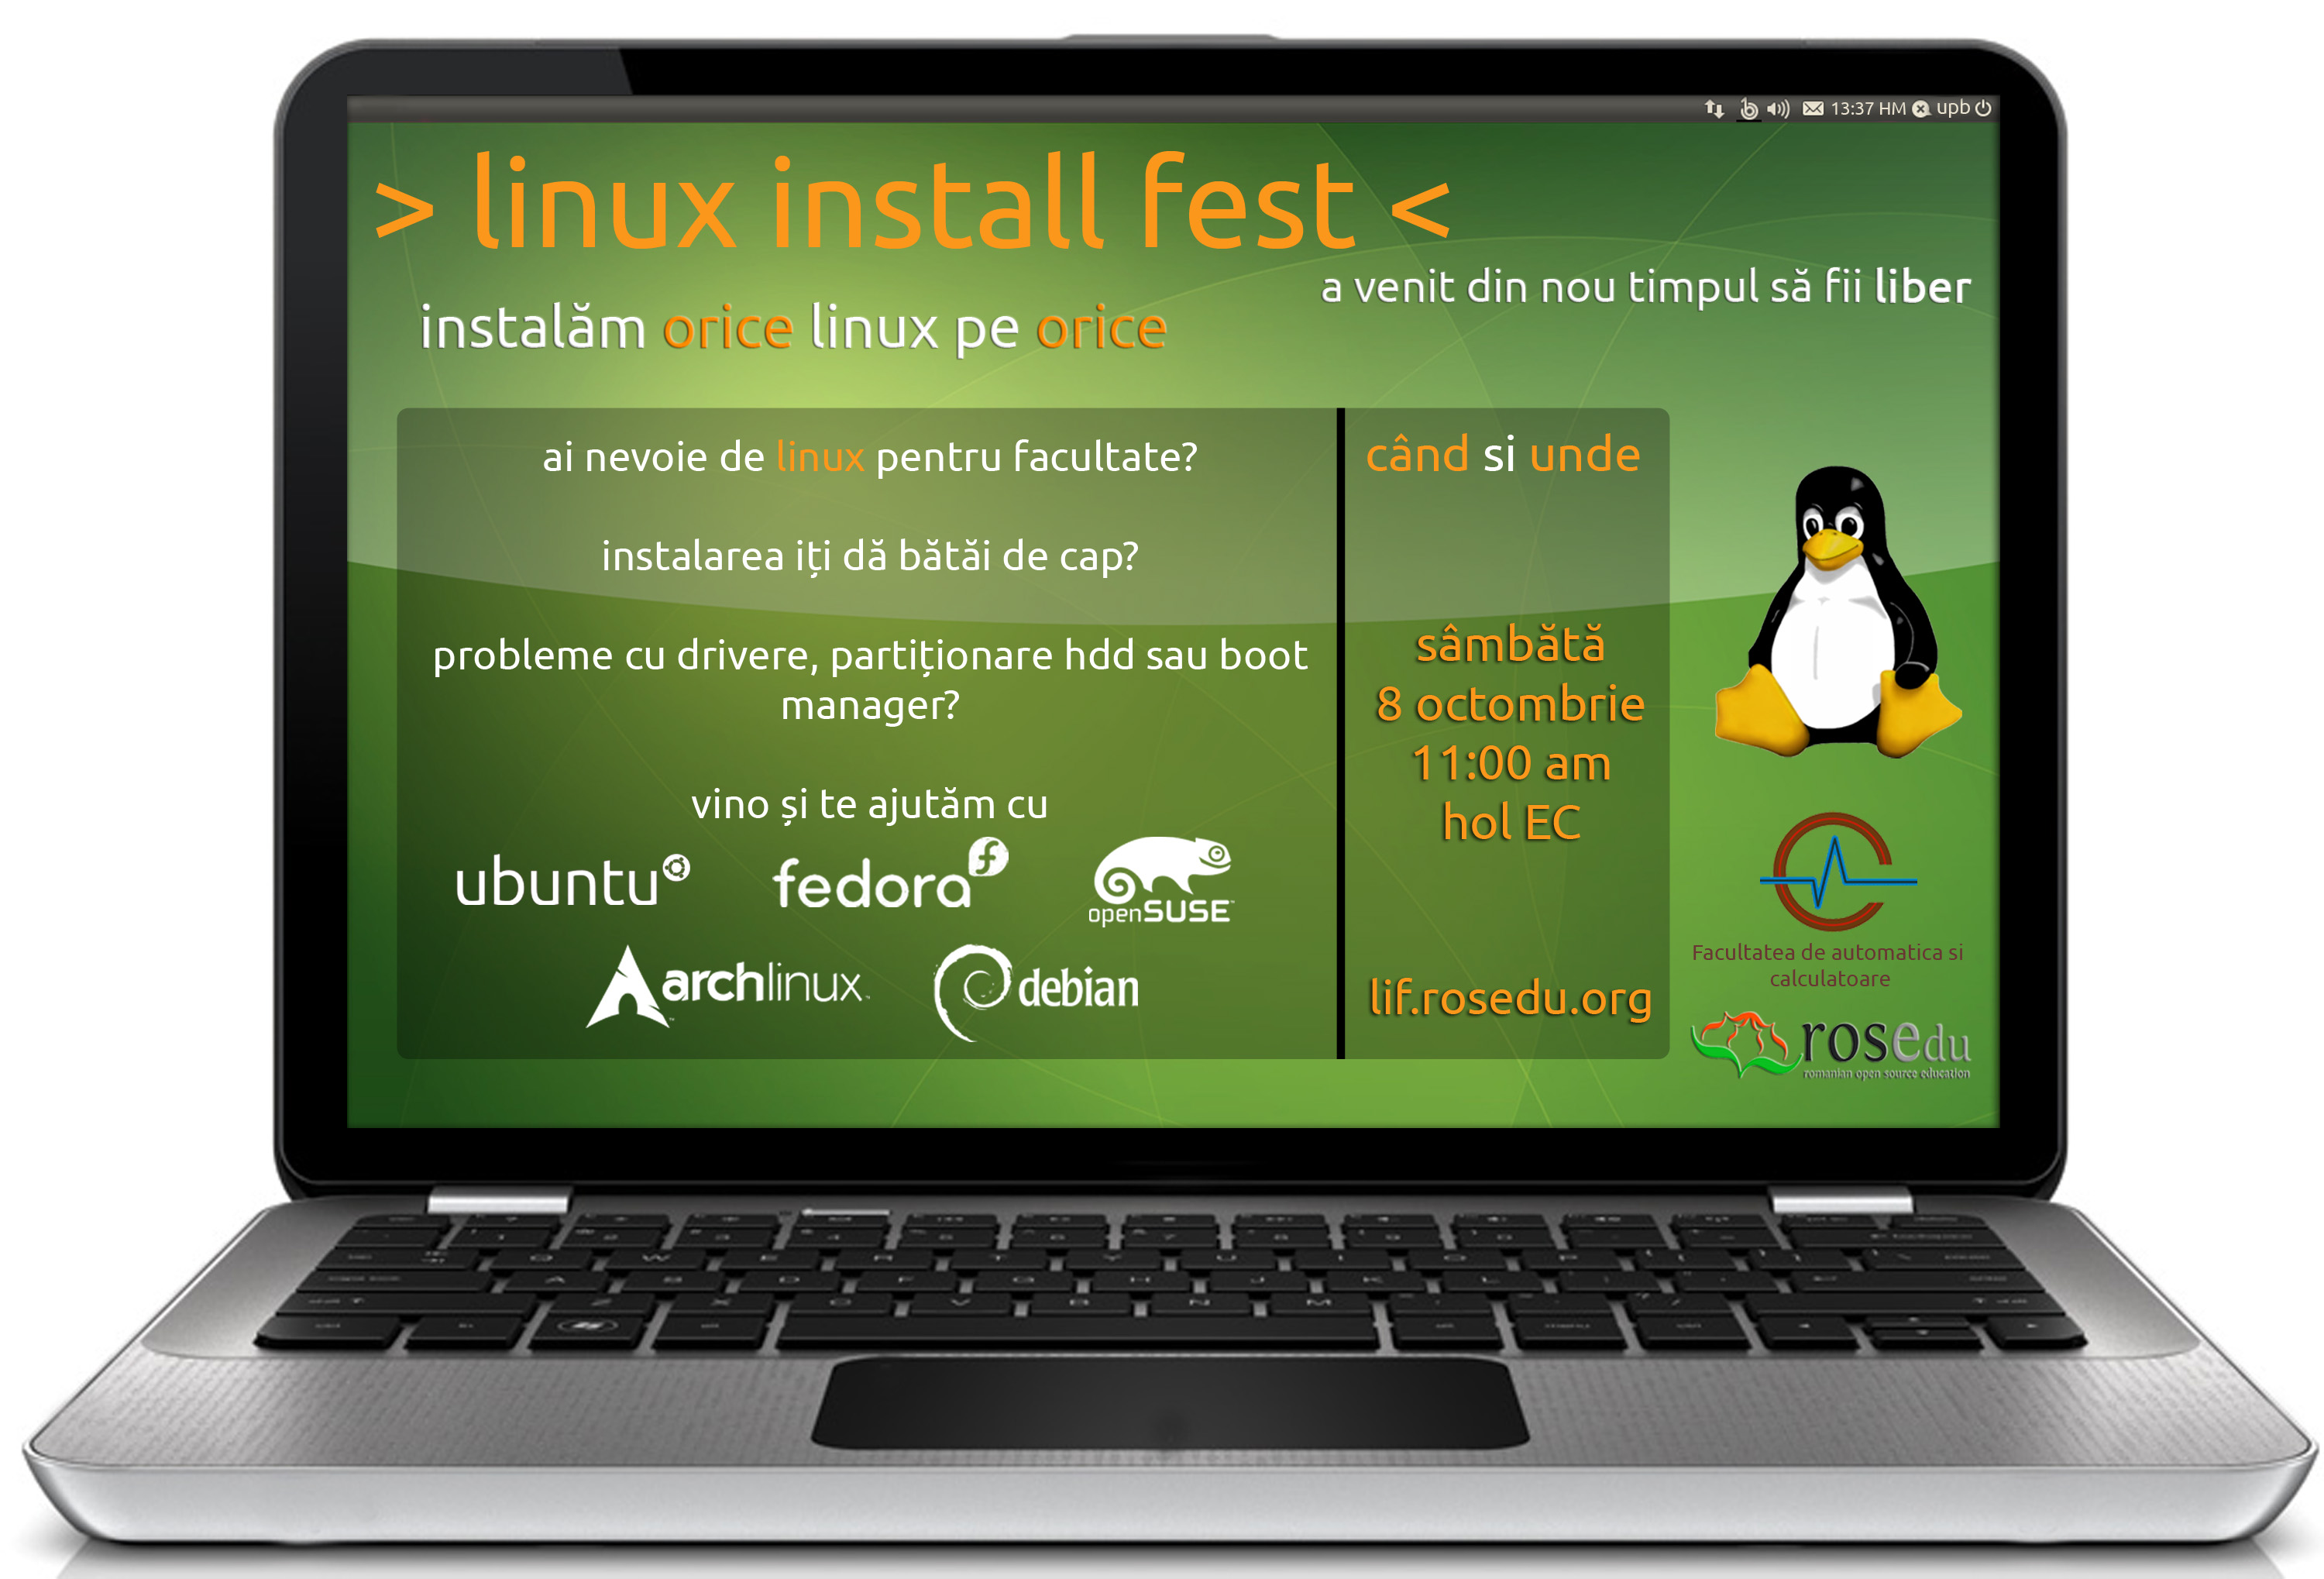 13:37 HM upb
> linux install fest <
a venit din nou timpul să fii liber
instalăm orice linux pe orice
ai nevoie de linux pentru facultate?
instalarea iți dă bătăi de cap?
probleme cu drivere, partiționare hdd sau boot
manager?
vino și te ajutăm cu
ubuntu
fedora
openSUSE
archlinux
debian
când si unde
sâmbătă
8 octombrie
11:00 am
hol EC
lif.rosedu.org
Facultatea de automatica si
calculatoare
rosedu
romanian open source education